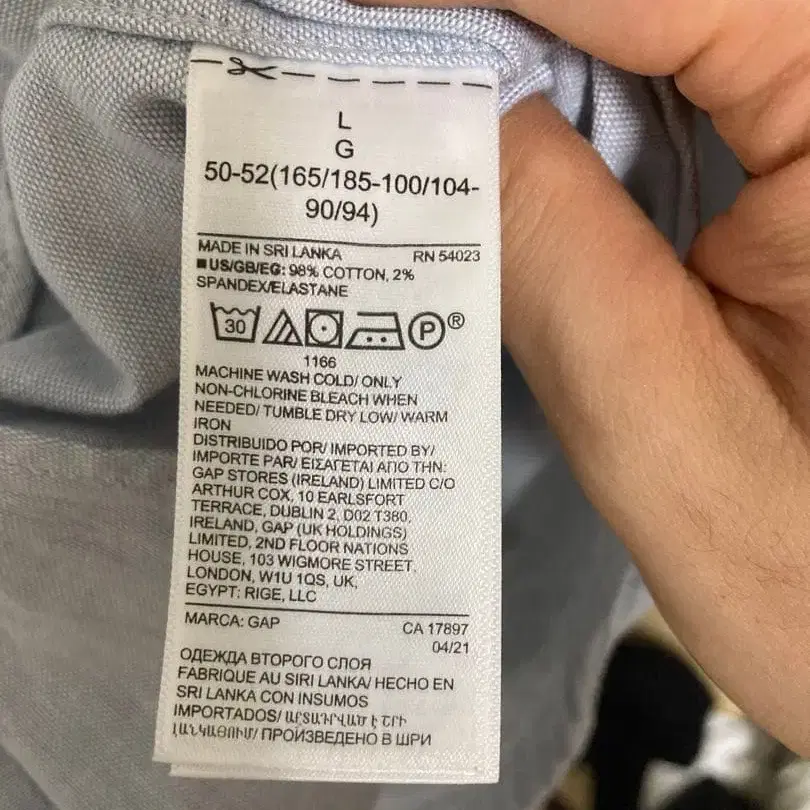 L
G
50-52(165/185-100/104-
90/94)
MADE IN SRI LANKA RN 54023
■US/GB/EG: 98% COTTON, 2%
SPANDEX/ELASTANE
30 P ®
1166
MACHINE WASH COLD/ ONLY
NON-CHLORINE BLEACH WHEN
NEEDED/ TUMBLE DRY LOW/ WARM
IRON
DISTRIBUIDO POR/ IMPORTED BY/
IMPORTE PAR/ ΕΙΣΑΓΕΤΑΙ ΑΠΟ ΤΗΝ:
GAP STORES (IRELAND) LIMITED C/O
ARTHUR COX, 10 EARLSFORT
TERRACE, DUBLIN 2, D02 T380,
IRELAND, GAP (UK HOLDINGS)
LIMITED, 2ND FLOOR NATIONS
HOUSE, 103 WIGMORE STREET,
LONDON, W1U 1QS, UK,
EGYPT: RIGE, LLC
MARCA: GAP CA 17897
04/21
ОДЕЖДА ВТОРОГО СЛОЯ
FABRIQUE AU SIRI LANKA/ HECHO EN
SRI LANKA CON INSUMOS
IMPORTADOS/ ԱՐՏԱԴՐՎԱԾ Է ՇՐԻ
ԼԱՆԿԱՅՈՒՄ/ ПРОИЗВЕДЕНО В ШРИ